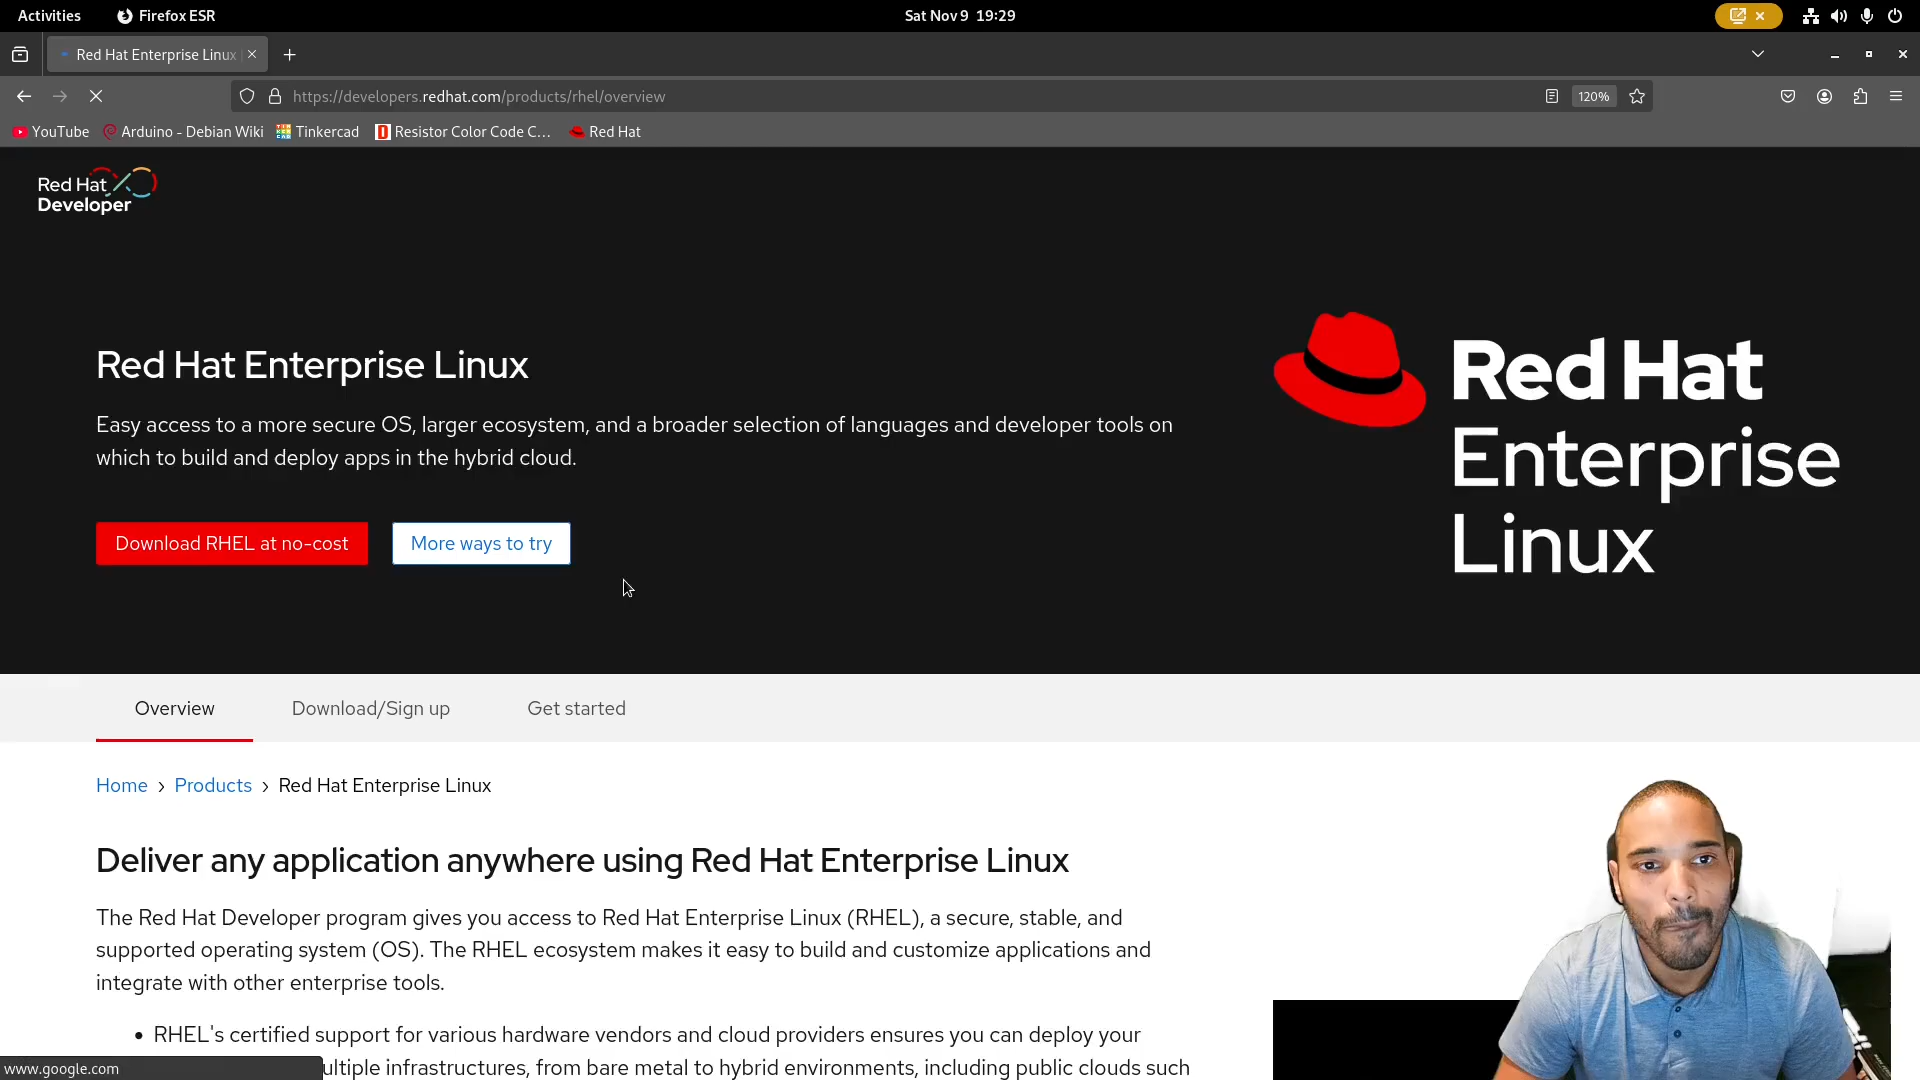 Activities
Firefox ESR
Sat Nov 9 19:29
Red Hat Enterprise Linux
https://developers.redhat.com/products/rhel/overview
120%
YouTube
Arduino - Debian Wiki
Tinkercad
Resistor Color Code C...
Red Hat
Red Hat
Developer
Red Hat Enterprise Linux
Easy access to a more secure OS, larger ecosystem, and a broader selection of languages and developer tools on
which to build and deploy apps in the hybrid cloud.
Download RHEL at no-cost
More ways to try
Red Hat
Enterprise
Linux
Overview
Download/Sign up
Get started
Home › Products › Red Hat Enterprise Linux
Deliver any application anywhere using Red Hat Enterprise Linux
The Red Hat Developer program gives you access to Red Hat Enterprise Linux (RHEL), a secure, stable, and
supported operating system (OS). The RHEL ecosystem makes it easy to build and customize applications and
integrate with other enterprise tools.
• RHEL's certified support for various hardware vendors and cloud providers ensures you can deploy your
ultiple infrastructures, from bare metal to hybrid environments, including public clouds such
www.google.com